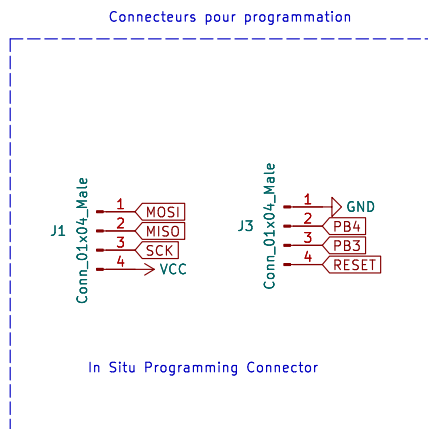 Connecteurs pour programmation
J1
Conn_01x04_Male
1 MOSI
2 MISO
3 SCK
4 VCC
J3
Conn_01x04_Male
1 GND
2 PB4
3 PB3
4 RESET
In Situ Programming Connector